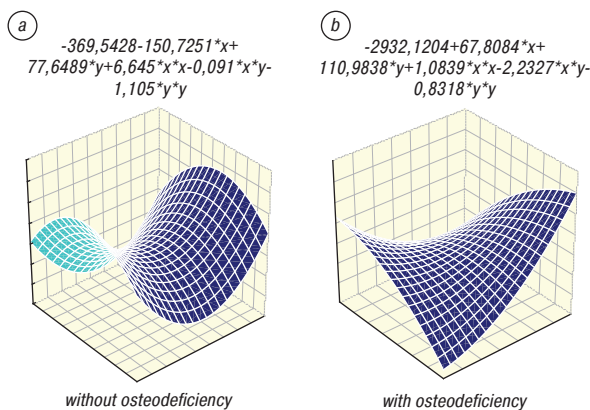 a
-369,5428-150,7251*x+
77,6489*y+6,645*x*x-0,091*x*y-
1,105*y*y
without osteodeficiency
b
-2932,1204+67,8084*x+
110,9838*y+1,0839*x*x-2,2327*x*y-
0,8318*y*y
with osteodeficiency